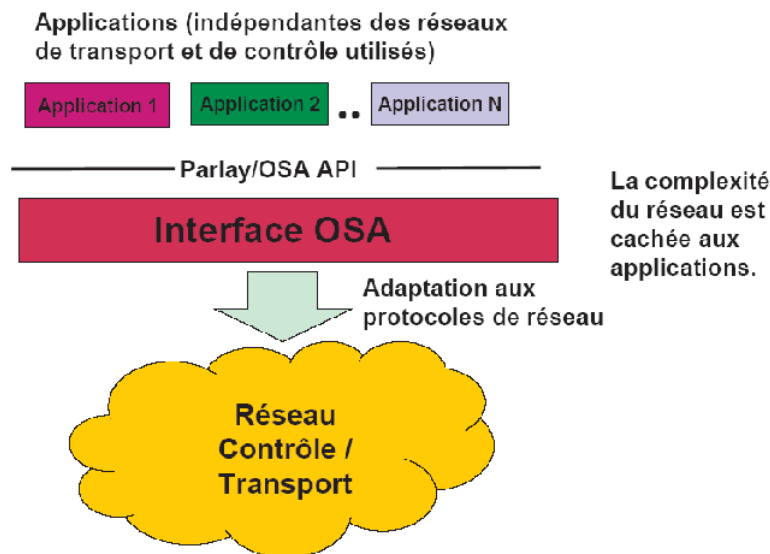 Applications (indépendantes des réseaux
de transport et de contrôle utilisés)
Application 1
Application 2
..
Application N
Parlay/OSA API
Interface OSA
La complexité
du réseau est
cachée aux
applications.
Adaptation aux
protocoles de réseau
Réseau
Contrôle /
Transport